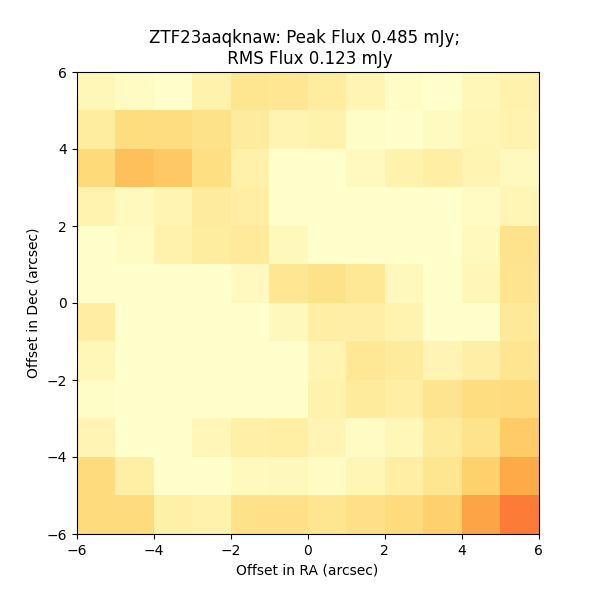 ZTF23aaqknaw: Peak Flux 0.485 mJy;
RMS Flux 0.123 mJy
6
4
2
0
−2
−4
−6
Offset in Dec (arcsec)
−6 −4 −2 0 2 4 6
Offset in RA (arcsec)